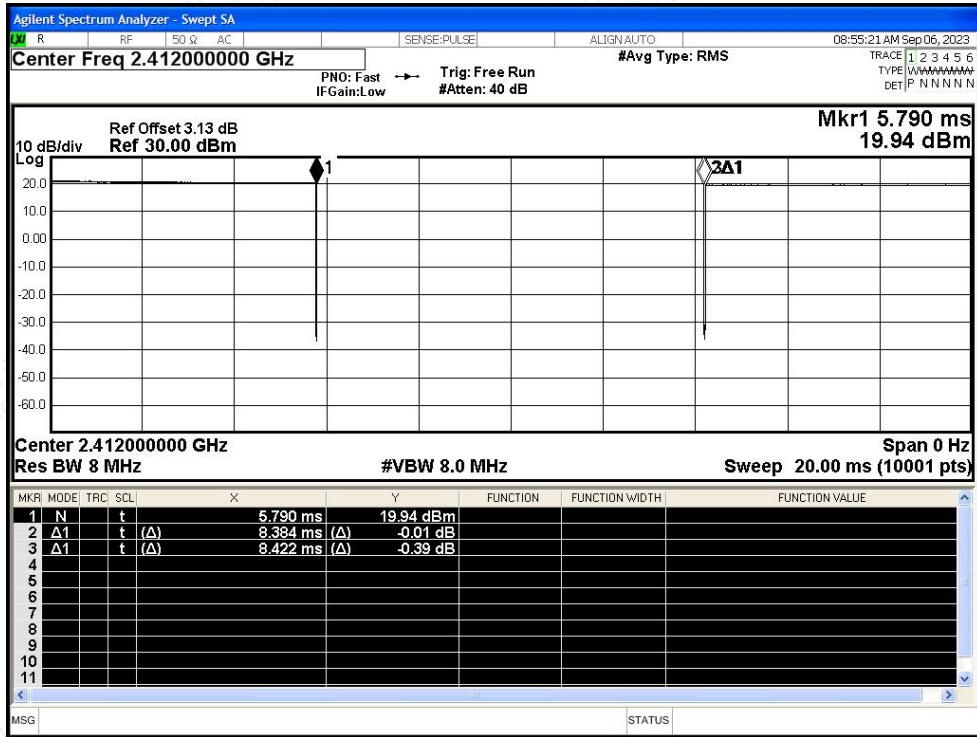 Agilent Spectrum Analyzer - Swept SA
LXI R RF 50 Ω AC SENSE:PULSE ALIGN AUTO 08:55:21 AM Sep 06, 2023
Center Freq 2.412000000 GHz #Avg Type: RMS TRACE 1 2 3 4 5 6
PNO: Fast Trig: Free Run TYPE WWWWWW
IFGain:Low #Atten: 40 dB DET P N N N N N
Mkr1 5.790 ms
19.94 dBm
Ref Offset 3.13 dB
10 dB/div Ref 30.00 dBm
Log
1
3Δ1
20.0
10.0
0.00
-10.0
-20.0
-30.0
-40.0
-50.0
-60.0
Center 2.412000000 GHz Span 0 Hz
Res BW 8 MHz #VBW 8.0 MHz Sweep 20.00 ms (10001 pts)
MKR MODE TRC SCL X Y FUNCTION FUNCTION WIDTH FUNCTION VALUE
1 N t 5.790 ms 19.94 dBm
2 Δ1 t (Δ) 8.384 ms (Δ) -0.01 dB
3 Δ1 t (Δ) 8.422 ms (Δ) -0.39 dB
4
5
6
7
8
9
10
11
MSG STATUS